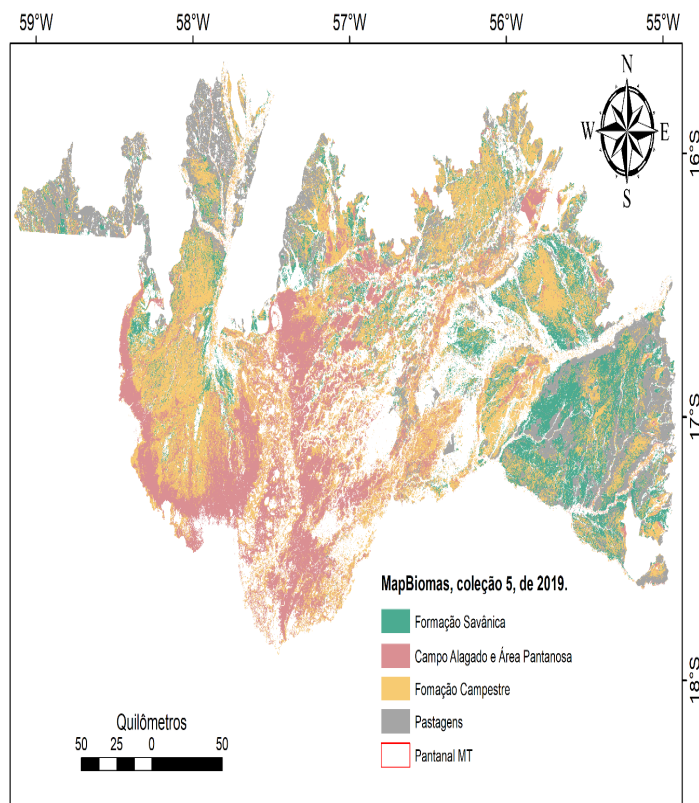 59°W 58°W 57°W 56°W 55°W
N
W E
S
16°S
17°S
18°S
MapBiomas, coleção 5, de 2019.
Formação Savânica
Campo Alagado e Área Pantanosa
Fomação Campestre
Pastagens
Pantanal MT
Quilômetros
50 25 0 50